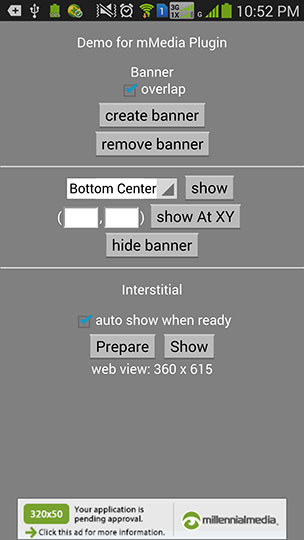 3G
1X
G
10:52 PM
Demo for mMedia Plugin
Banner
overlap
create banner
remove banner
Bottom Center
show
( , )
show At XY
hide banner
Interstitial
auto show when ready
Prepare
Show
web view: 360 x 615
320x50
Your application is
pending approval.
Click this ad for more information.
millennialmedia